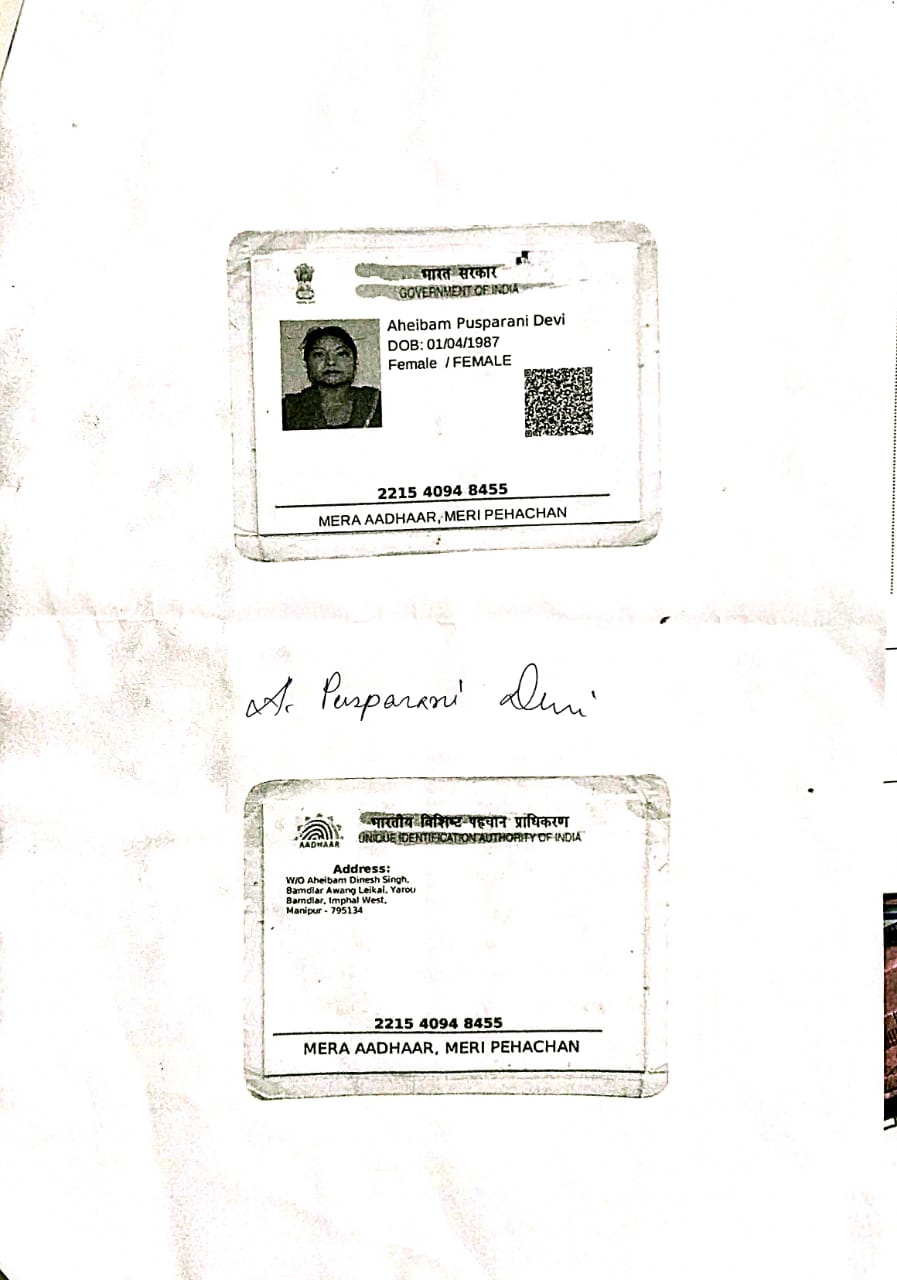 भारत सरकार
GOVERNMENT OF INDIA
Aheibam Pusparani Devi
DOB: 01/04/1987
Female / FEMALE
2215 4094 8455
MERA AADHAAR, MERI PEHACHAN
A. Pusparani Devi
AADHAAR
भारतीय विशिष्ट पहचान प्राधिकरण
UNIQUE IDENTIFICATION AUTHORITY OF INDIA
Address:
W/O Aheibam Dinesh Singh,
Bamdiar Awang Leikai, Yarou
Bamdiar, Imphal West,
Manipur - 795134
2215 4094 8455
MERA AADHAAR, MERI PEHACHAN